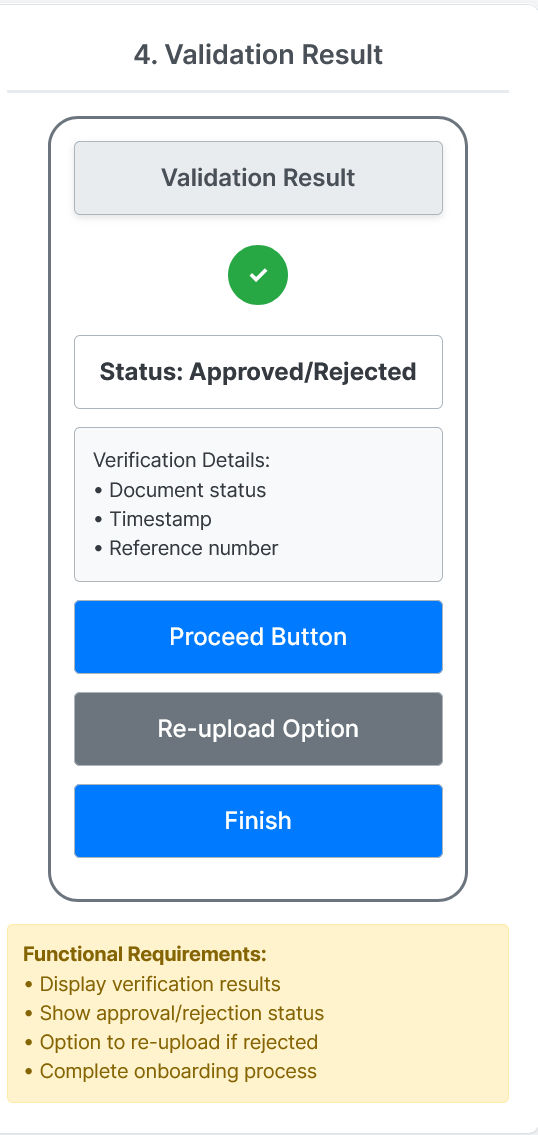 4. Validation Result
Validation Result
Status: Approved/Rejected
Verification Details:
• Document status
• Timestamp
• Reference number
Proceed Button
Re-upload Option
Finish
Functional Requirements:
• Display verification results
• Show approval/rejection status
• Option to re-upload if rejected
• Complete onboarding process